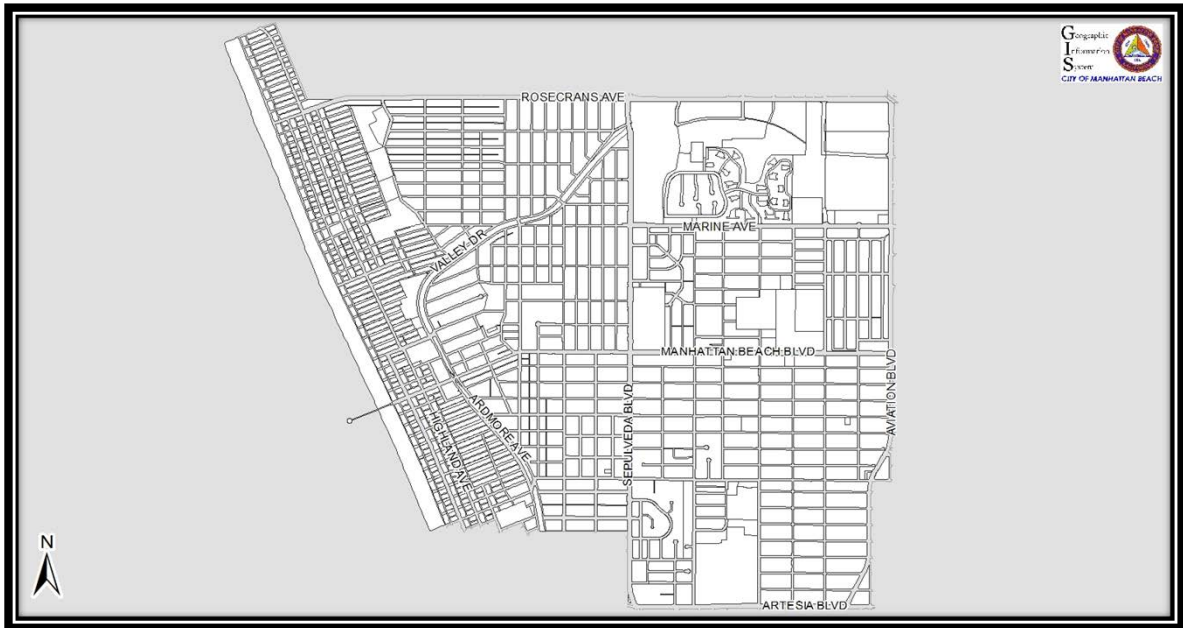 Geographic
Information
System
CITY OF MANHATTAN BEACH
ROSECRANS AVE
MARINE AVE
VALLEY DR
MANHATTAN BEACH BLVD
AVIATION BLVD
SEPULVEDA BLVD
ARDMORE AVE
HIGHLAND AVE
N
ARTESIA BLVD